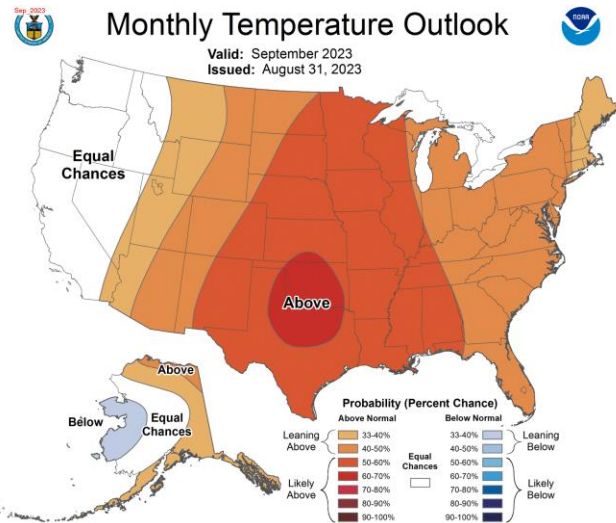 Sep_2023
Monthly Temperature Outlook
NOAA
Valid: September 2023
Issued: August 31, 2023
Equal
Chances
Above
Above
Below
Equal
Chances
Probability (Percent Chance)
Above Normal
Below Normal
Leaning
Above
33-40%
40-50%
Likely
Above
50-60%
60-70%
70-80%
80-90%
90-100%
Equal
Chances
33-40%
40-50%
Leaning
Below
50-60%
60-70%
70-80%
80-90%
90-100%
Likely
Below